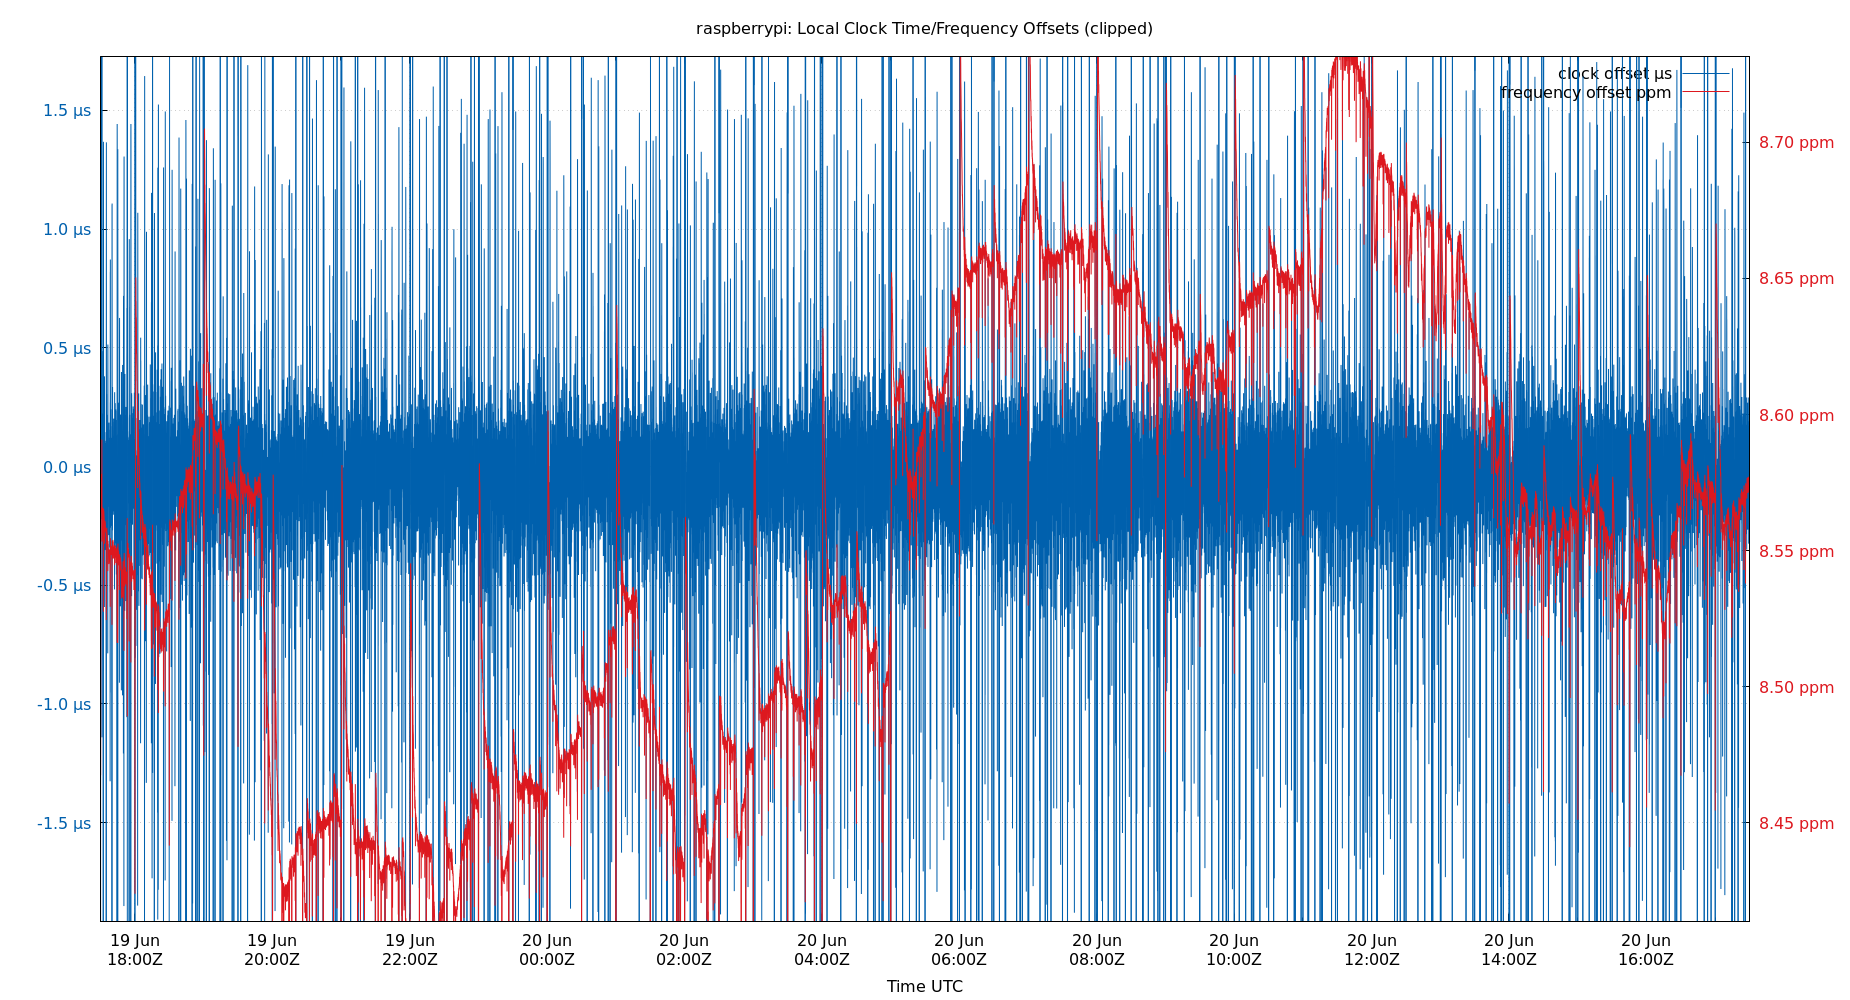 raspberrypi: Local Clock Time/Frequency Offsets (clipped)
clock offset µs
frequency offset ppm
1.5 µs
1.0 µs
0.5 µs
0.0 µs
-0.5 µs
-1.0 µs
-1.5 µs
8.70 ppm
8.65 ppm
8.60 ppm
8.55 ppm
8.50 ppm
8.45 ppm
19 Jun 19 Jun 19 Jun 20 Jun 20 Jun 20 Jun 20 Jun 20 Jun 20 Jun 20 Jun 20 Jun 20 Jun
18:00Z 20:00Z 22:00Z 00:00Z 02:00Z 04:00Z 06:00Z 08:00Z 10:00Z 12:00Z 14:00Z 16:00Z
Time UTC